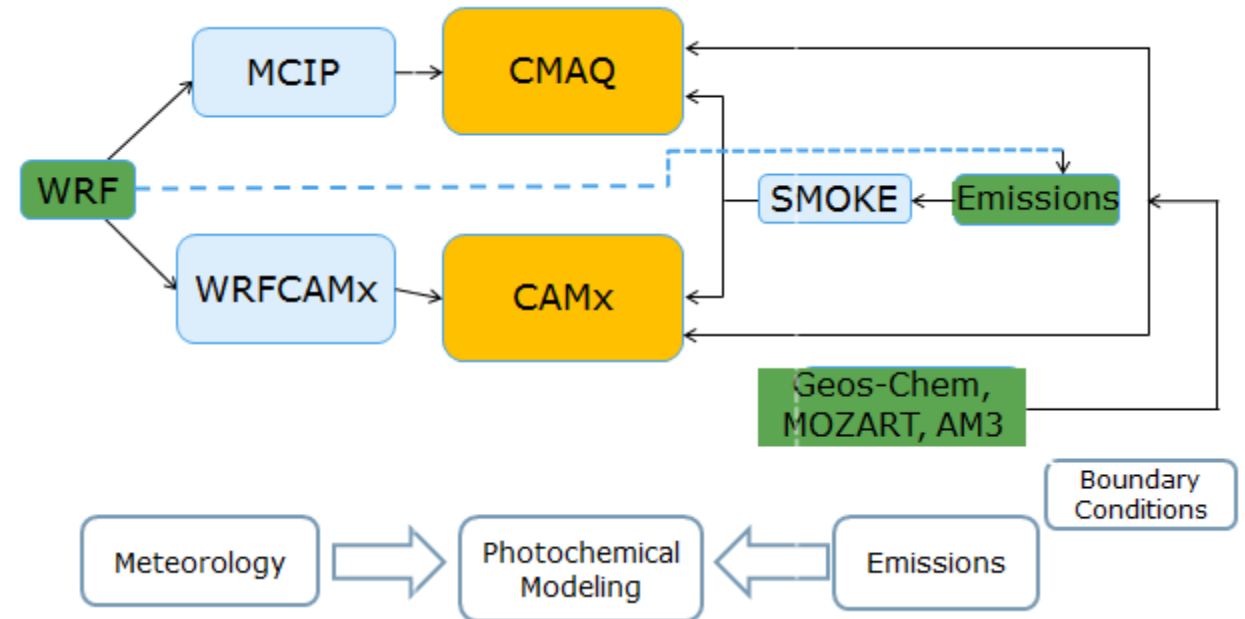 MCIP
CMAQ
WRF
SMOKE
Emissions
WRFCAMx
CAMx
Geos-Chem,
MOZART, AM3
Boundary
Conditions
Meteorology
Photochemical
Modeling
Emissions